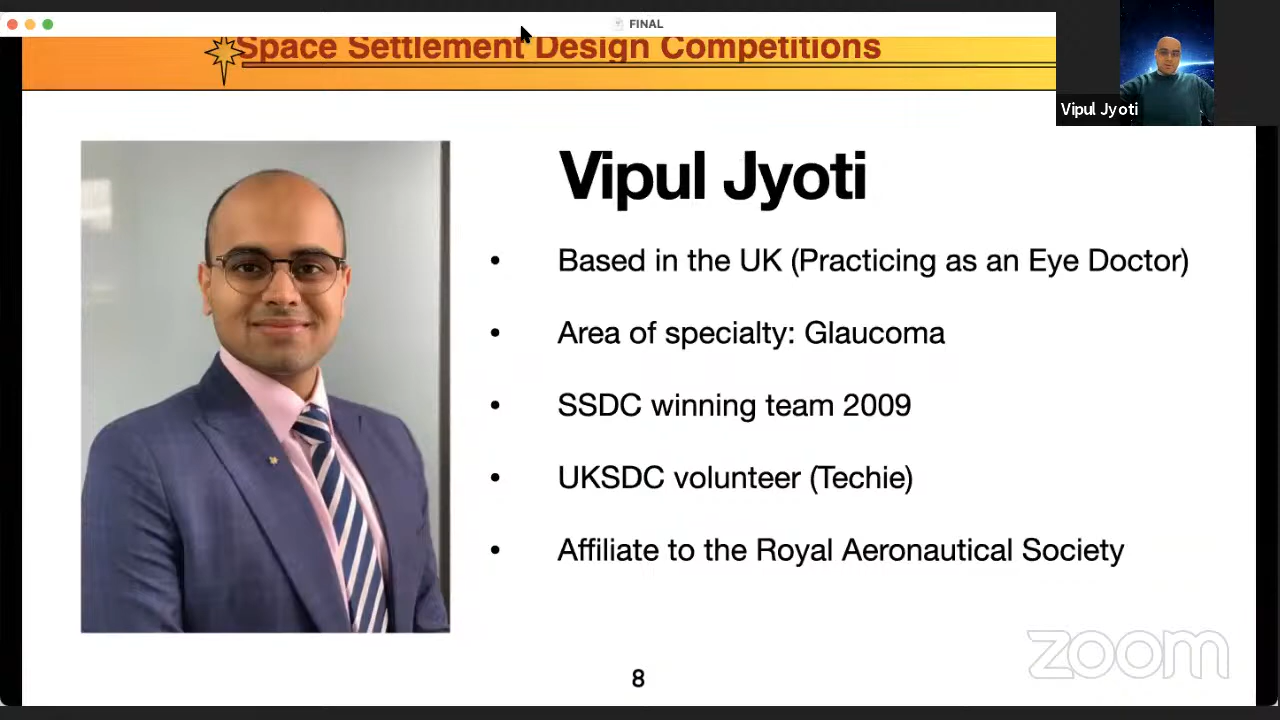 FINAL
Space Settlement Design Competitions
Vipul Jyoti
Vipul Jyoti
• Based in the UK (Practicing as an Eye Doctor)
• Area of specialty: Glaucoma
• SSDC winning team 2009
• UKSDC volunteer (Techie)
• Affiliate to the Royal Aeronautical Society
zoom
8